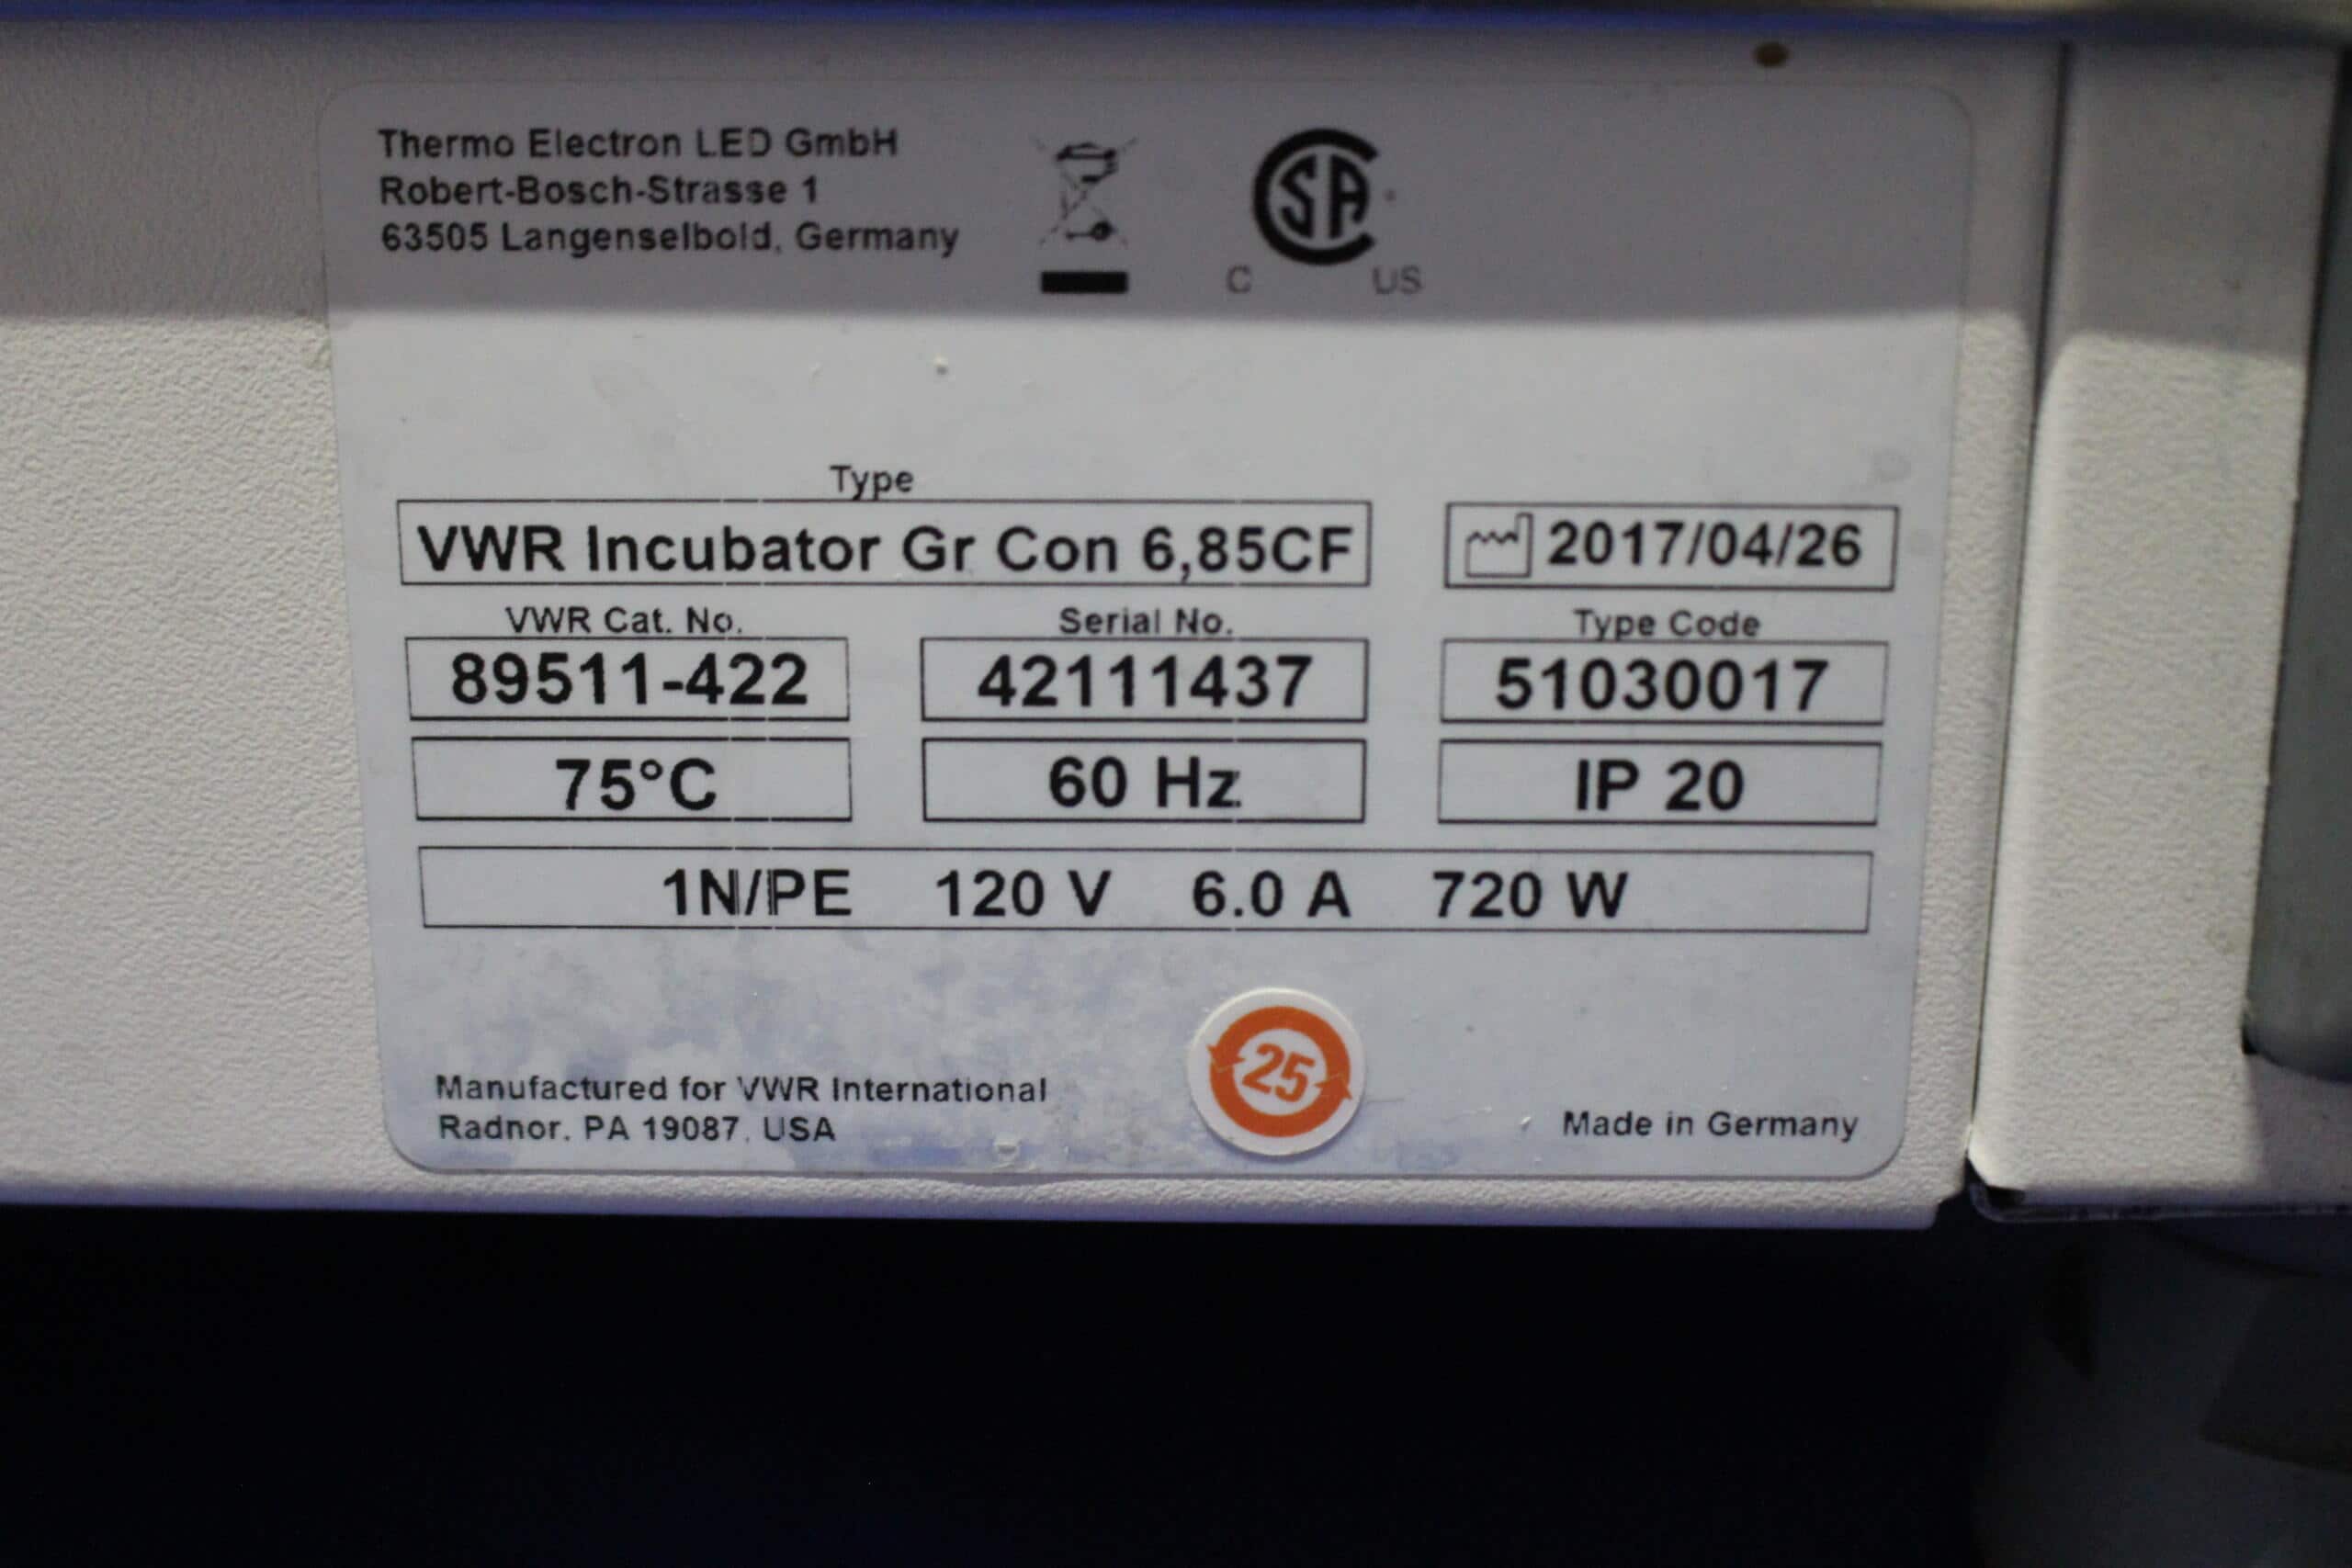 Thermo Electron LED GmbH
Robert-Bosch-Strasse 1
63505 Langenselbold, Germany
CSA
C US
Type
VWR Incubator Gr Con 6,85CF
2017/04/26
VWR Cat. No. Serial No. Type Code
89511-422 42111437 51030017
75°C 60 Hz IP 20
1N/PE 120 V 6.0 A 720 W
25
Manufactured for VWR International
Radnor, PA 19087, USA
Made in Germany